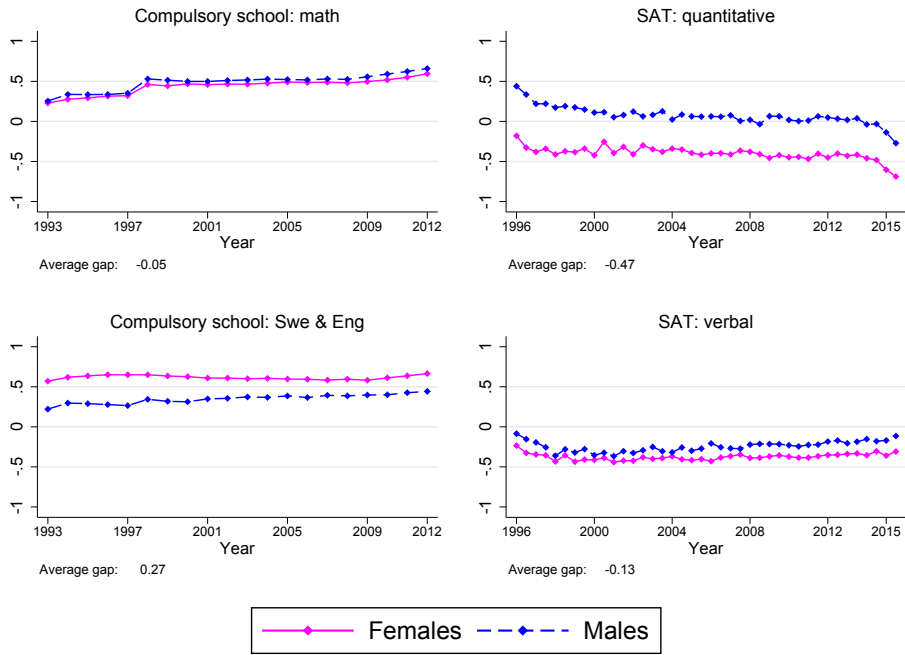 Compulsory school: math
1
.5
0
-.5
-1
1993 1997 2001 2005 2009 2012
Year
Average gap: -0.05
SAT: quantitative
1
.5
0
-.5
-1
1996 2000 2004 2008 2012 2015
Year
Average gap: -0.47
Compulsory school: Swe & Eng
1
.5
0
-.5
-1
1993 1997 2001 2005 2009 2012
Year
Average gap: 0.27
SAT: verbal
1
.5
0
-.5
-1
1996 2000 2004 2008 2012 2015
Year
Average gap: -0.13
Females Males